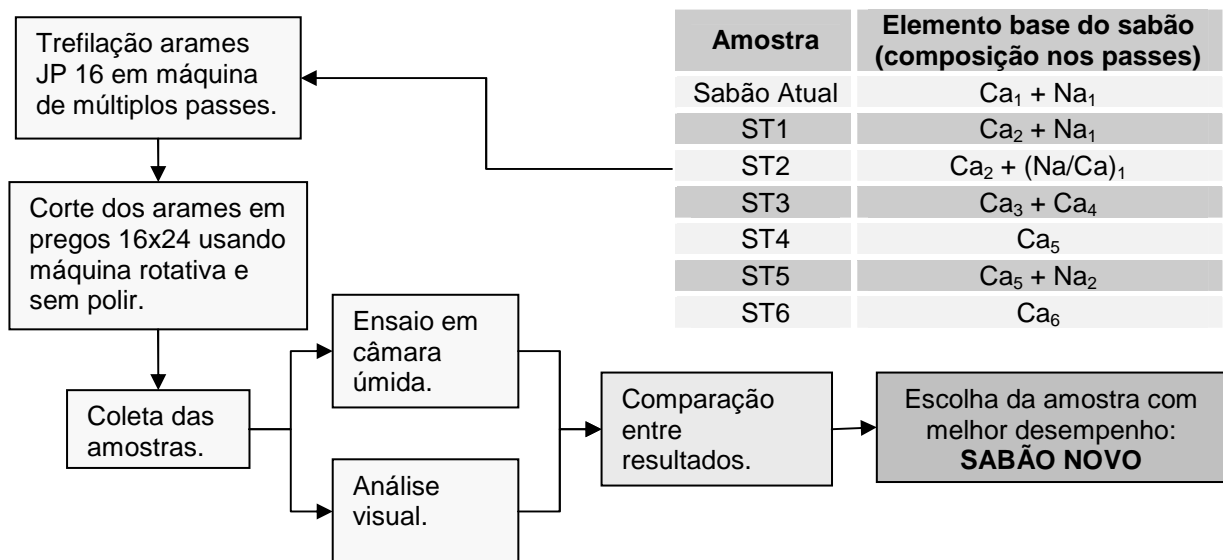 Trefilação arames
JP 16 em máquina
de múltiplos passes.
Amostra
Elemento base do sabão
(composição nos passes)
Sabão Atual
Ca₁ + Na₁
ST1
Ca₂ + Na₁
ST2
Ca₂ + (Na/Ca)₁
ST3
Ca₃ + Ca₄
ST4
Ca₅
ST5
Ca₅ + Na₂
ST6
Ca₆
Corte dos arames em
pregos 16x24 usando
máquina rotativa e
sem polir.
Coleta das
amostras.
Ensaio em
câmara
úmida.
Análise
visual.
Comparação
entre
resultados.
Escolha da amostra com
melhor desempenho:
SABÃO NOVO